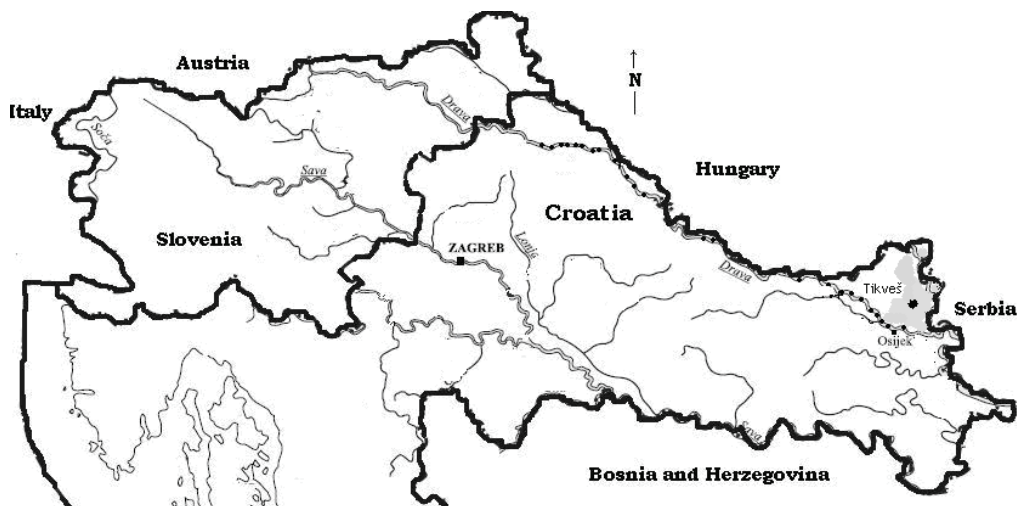 Austria
Italy
N
Soča
Drava
Hungary
Sava
Croatia
Slovenia
ZAGREB
Lonja
Drava
Tikveš
Serbia
Osijek
Sava
Bosnia and Herzegovina